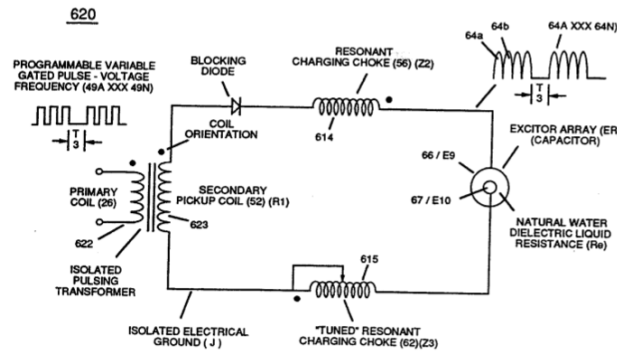 620
PROGRAMMABLE VARIABLE
GATED PULSE - VOLTAGE
FREQUENCY (49A XXX 49N)
T
3
BLOCKING
DIODE
RESONANT
CHARGING CHOKE (56) (Z2)
614
64a
64b
64A XXX 64N)
T
3
COIL
ORIENTATION
EXCITOR ARRAY (ER)
(CAPACITOR)
66 / E9
67 / E10
PRIMARY
COIL (26)
SECONDARY
PICKUP COIL (52) (R1)
622
623
NATURAL WATER
DIELECTRIC LIQUID
RESISTANCE (Re)
ISOLATED
PULSING
TRANSFORMER
615
ISOLATED ELECTRICAL
GROUND ( J )
"TUNED" RESONANT
CHARGING CHOKE (62)(Z3)